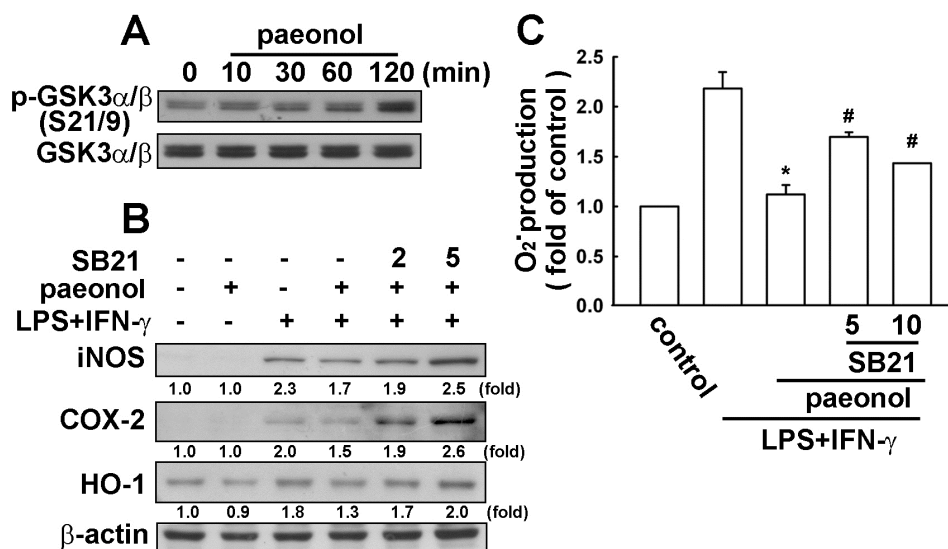 A
paeonol
0 10 30 60 120 (min)
p-GSK3α/β
(S21/9)
GSK3α/β
B
SB21 - - - - 2 5
paeonol - + - + + +
LPS+IFN-γ - - + + + +
iNOS
1.0 1.0 2.3 1.7 1.9 2.5 (fold)
COX-2
1.0 1.0 2.0 1.5 1.9 2.6 (fold)
HO-1
1.0 0.9 1.8 1.3 1.7 2.0 (fold)
β-actin
C
O2·- production
( fold of control )
2.5
2.0
1.5
1.0
0.5
0.0
*
#
#
control
5 10
SB21
paeonol
LPS+IFN-γ